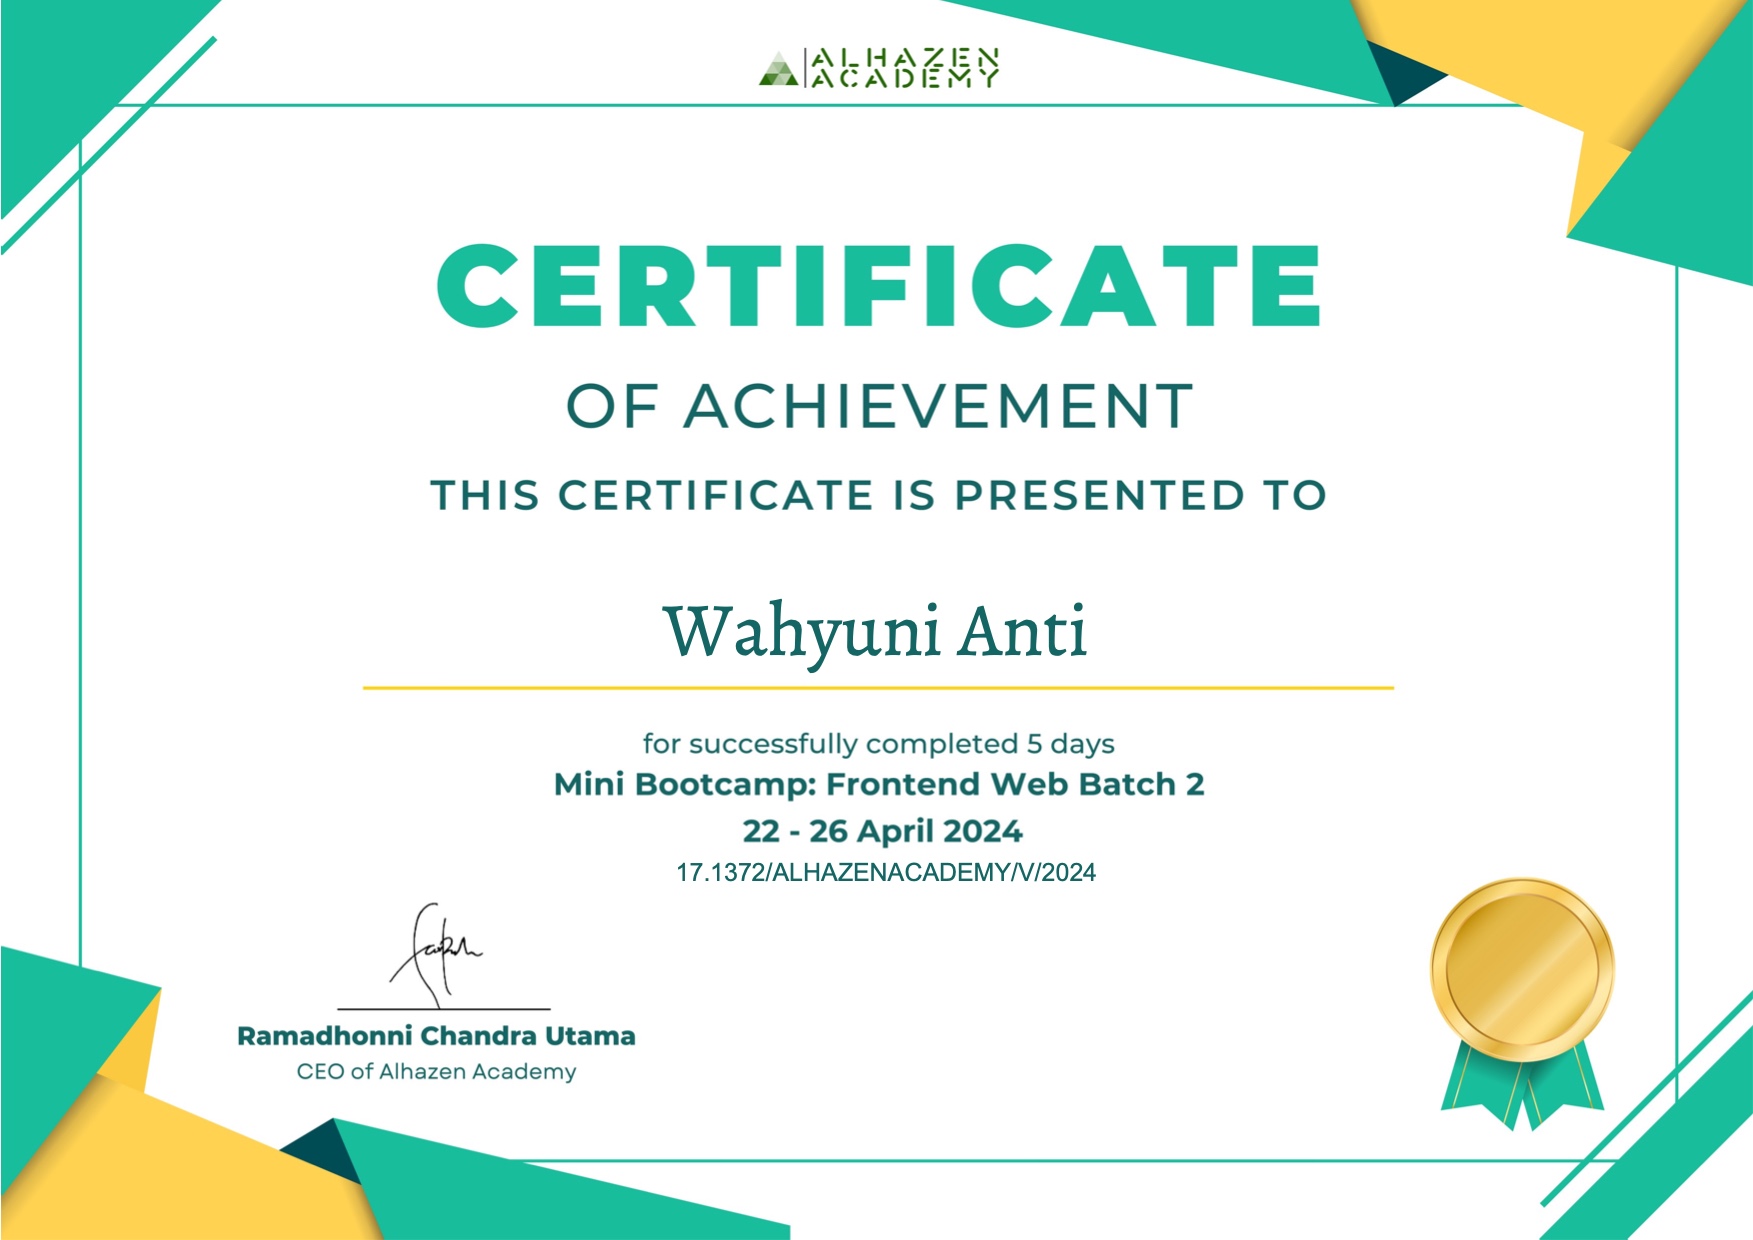 ALHAZEN
ACADEMY
CERTIFICATE
OF ACHIEVEMENT
THIS CERTIFICATE IS PRESENTED TO
Wahyuni Anti
for successfully completed 5 days
Mini Bootcamp: Frontend Web Batch 2
22 - 26 April 2024
17.1372/ALHAZENACADEMY/V/2024
Ramadhonni Chandra Utama
CEO of Alhazen Academy